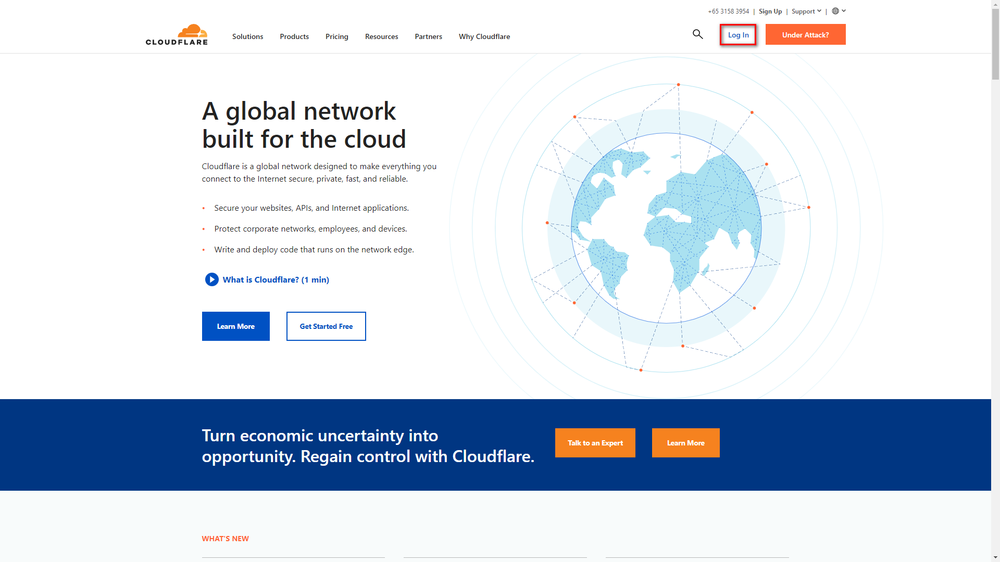 +65 3158 3954 | Sign Up | Support |
CLOUDFLARE
Solutions Products Pricing Resources Partners Why Cloudflare
Log In
Under Attack?
A global network
built for the cloud
Cloudflare is a global network designed to make everything you
connect to the Internet secure, private, fast, and reliable.
• Secure your websites, APIs, and Internet applications.
• Protect corporate networks, employees, and devices.
• Write and deploy code that runs on the network edge.
What is Cloudflare? (1 min)
Learn More
Get Started Free
Turn economic uncertainty into
opportunity. Regain control with Cloudflare.
Talk to an Expert
Learn More
WHAT'S NEW